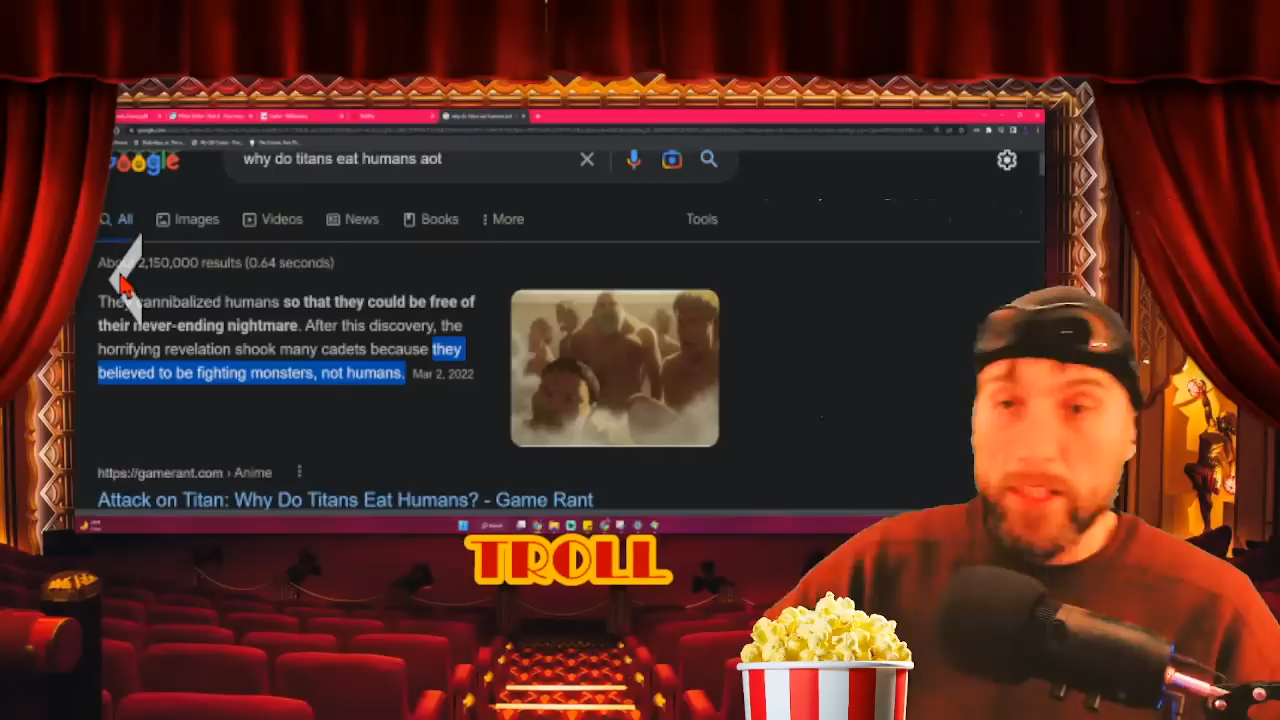 Google
why do titans eat humans aot
All Images Videos News Books More Tools
About 2,150,000 results (0.64 seconds)
They cannibalized humans so that they could be free of
their never-ending nightmare. After this discovery, the
horrifying revelation shook many cadets because they
believed to be fighting monsters, not humans. Mar 2, 2022
https://gamerant.com › Anime
Attack on Titan: Why Do Titans Eat Humans? - Game Rant
TROLL